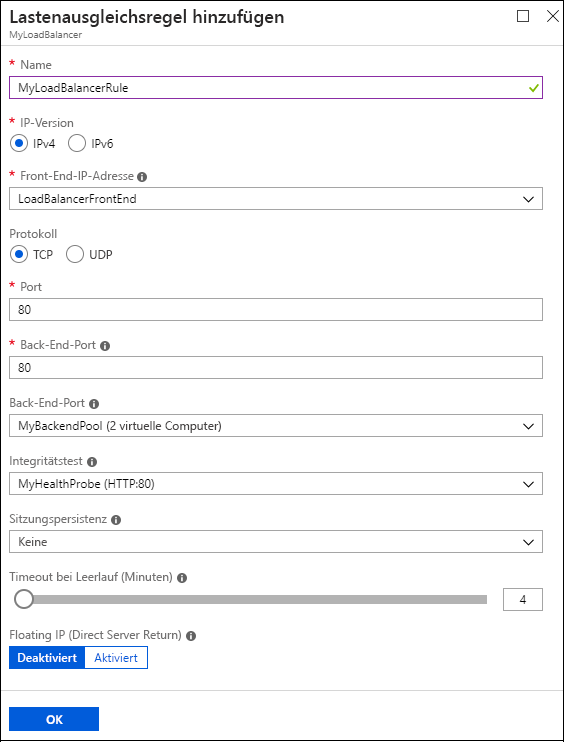 Lastenausgleichsregel hinzufügen
MyLoadBalancer
* Name
MyLoadBalancerRule
* IP-Version
IPv4 IPv6
* Front-End-IP-Adresse
LoadBalancerFrontEnd
Protokoll
TCP UDP
* Port
80
* Back-End-Port
80
Back-End-Port
MyBackendPool (2 virtuelle Computer)
Integritätstest
MyHealthProbe (HTTP:80)
Sitzungspersistenz
Keine
Timeout bei Leerlauf (Minuten)
4
Floating IP (Direct Server Return)
Deaktiviert Aktiviert
OK